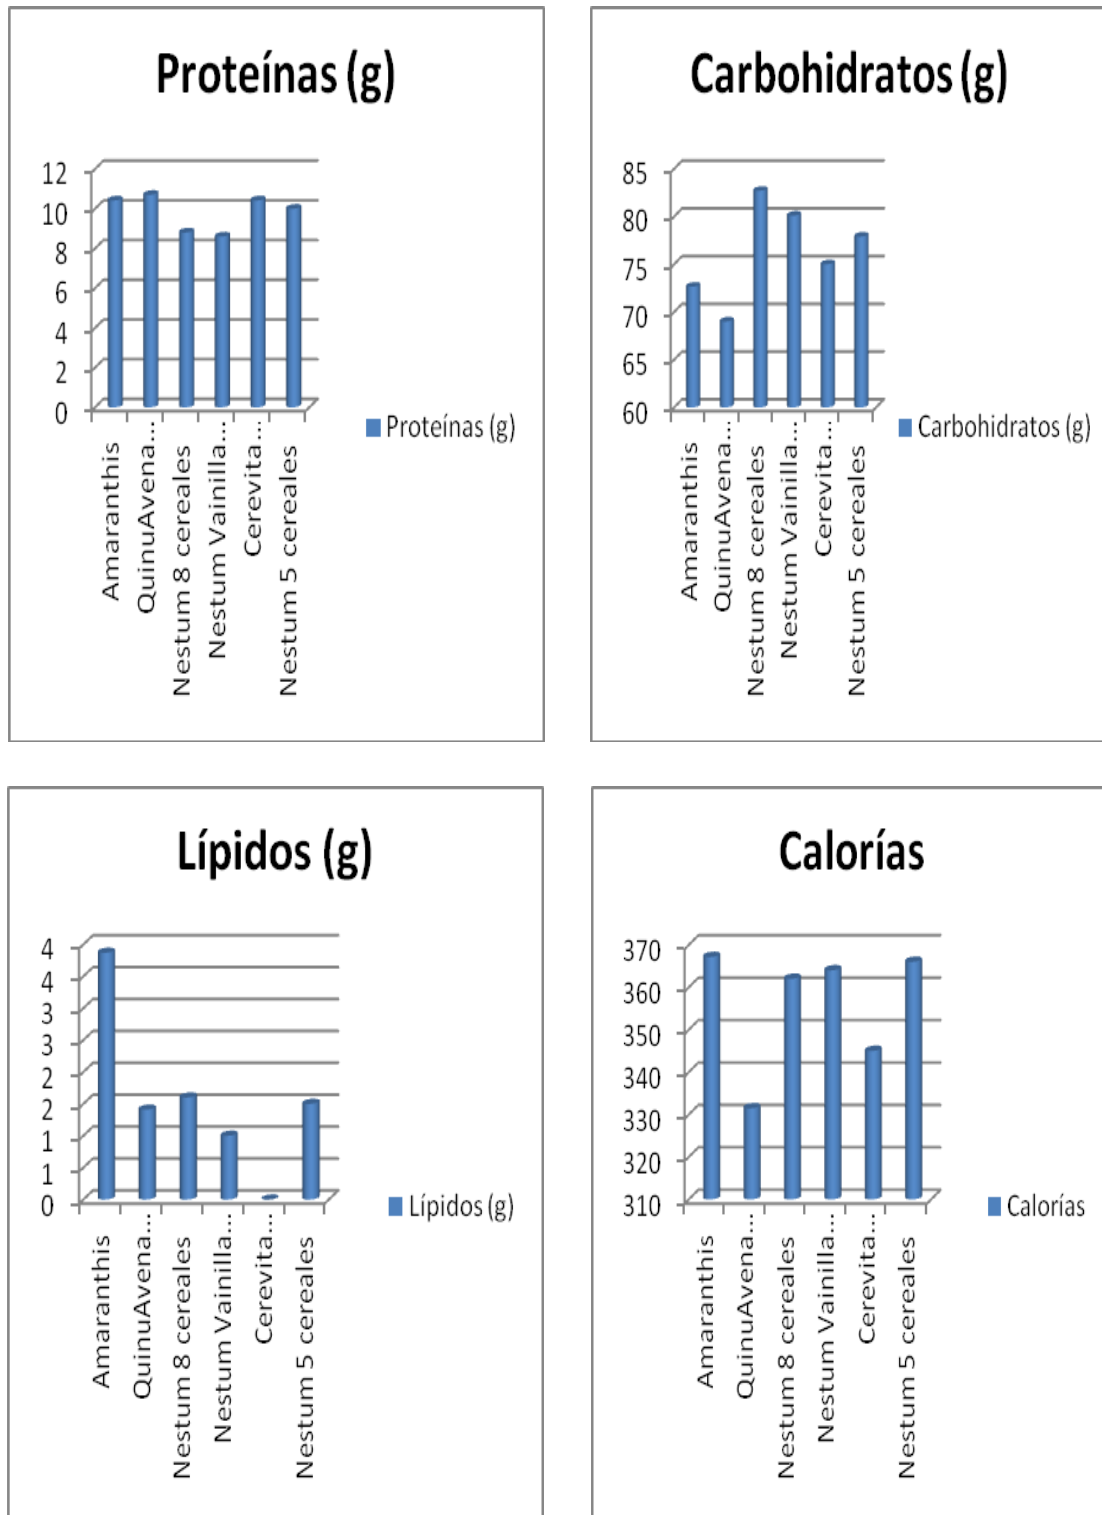 Proteínas (g)
12
10
8
6
4
2
0
Amaranthis
QuinuAvena...
Nestum 8 cereales
Nestum Vainilla...
Cerevita...
Nestum 5 cereales
Proteínas (g)
Carbohidratos (g)
85
80
75
70
65
60
Amaranthis
QuinuAvena...
Nestum 8 cereales
Nestum Vainilla...
Cerevita...
Nestum 5 cereales
Carbohidratos (g)
Lípidos (g)
4
4
3
3
2
2
1
1
0
Amaranthis
QuinuAvena...
Nestum 8 cereales
Nestum Vainilla...
Cerevita...
Nestum 5 cereales
Lípidos (g)
Calorías
370
360
350
340
330
320
310
Amaranthis
QuinuAvena...
Nestum 8 cereales
Nestum Vainilla...
Cerevita...
Nestum 5 cereales
Calorías